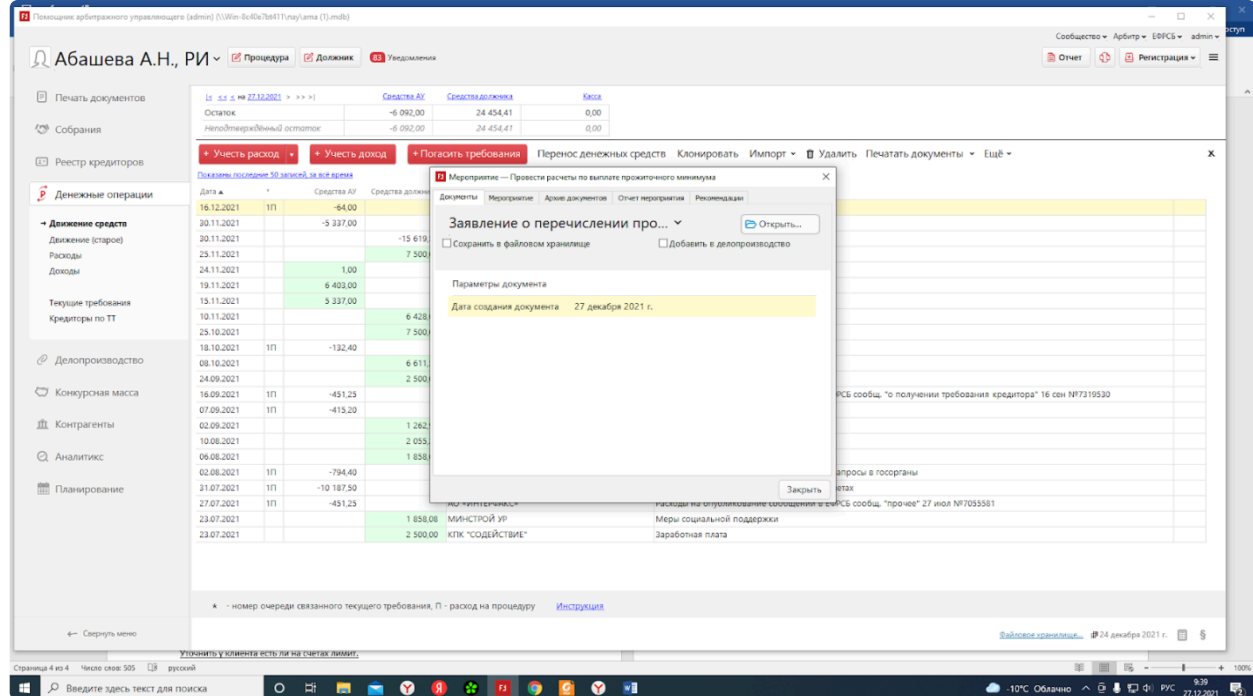 Помощник арбитражного управляющего (admin) (\\Win-8c40e7bt411\nay\ama (1).mdb)
оступ
Сообщество Арбитр ЕФРСБ admin
Абашева А.Н., РИ Процедура Должник 83 Уведомления Отчет Регистрация
Печать документов
Собрания
Реестр кредиторов
Денежные операции
→ Движение средств
Движение (старое)
Расходы
Доходы
Текущие требования
Кредиторы по ТТ
Делопроизводство
Конкурсная масса
Контрагенты
Аналитикс
Планирование
← Свернуть меню
|< << < на 27.12.2021 > >> >| Средства АУ Средства должника Касса
Остаток -6 092,00 24 454,41 0,00
Неподтверждённый остаток -6 092,00 24 454,41 0,00
+ Учесть расход + Учесть доход + Погасить требования Перенос денежных средств Клонировать Импорт Удалить Печатать документы Ещё x
Показаны последние 50 записей, за всё время
Дата * Средства АУ Средства должни
16.12.2021 1П -64,00
30.11.2021 -5 337,00
30.11.2021 -15 619,
25.11.2021 7 500,
24.11.2021 1,00
19.11.2021 6 403,00
15.11.2021 5 337,00
10.11.2021 6 428,
25.10.2021 7 500,
18.10.2021 1П -132,40
08.10.2021 6 611,
24.09.2021 2 500,
16.09.2021 1П -451,25 РСБ сообщ. "о получении требования кредитора" 16 сен №7319530
07.09.2021 1П -415,20
02.09.2021 1 262,
10.08.2021 2 055,
06.08.2021 1 858,
02.08.2021 1П -794,40 апросы в госорганы
31.07.2021 1П -10 187,50 етах
27.07.2021 1П -451,25 АО «ИНТЕРФАКС» Расходы на опубликование сообщений в ЕФРСБ сообщ. "прочее" 27 июл №7055581
23.07.2021 1 858,08 МИНСТРОЙ УР Меры социальной поддержки
23.07.2021 2 500,00 КПК "СОДЕЙСТВИЕ" Заработная плата
Мероприятие — Провести расчеты по выплате прожиточного минимума
Документы Мероприятие Архив документов Отчет мероприятия Рекомендации
Заявление о перечислении про... Открыть...
Сохранить в файловом хранилище Добавить в делопроизводство
Параметры документа
Дата создания документа 27 декабря 2021 г.
Закрыть
* - номер очереди связанного текущего требования, П - расход на процедуру Инструкция
Файловое хранилище... 24 декабря 2021 г. §
Уточнить у клиента есть ли на счетах лимит.
Страница 4 из 4 Число слов: 505 русский 100%
Введите здесь текст для поиска -10°C Облачно РУС 9:39
27.12.2021